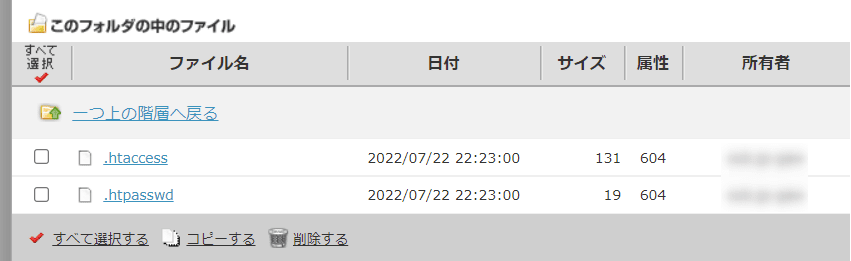 このフォルダの中のファイル
すべて
選択
ファイル名 日付 サイズ 属性 所有者
一つ上の階層へ戻る
.htaccess 2022/07/22 22:23:00 131 604
.htpasswd 2022/07/22 22:23:00 19 604
すべて選択する コピーする 削除する